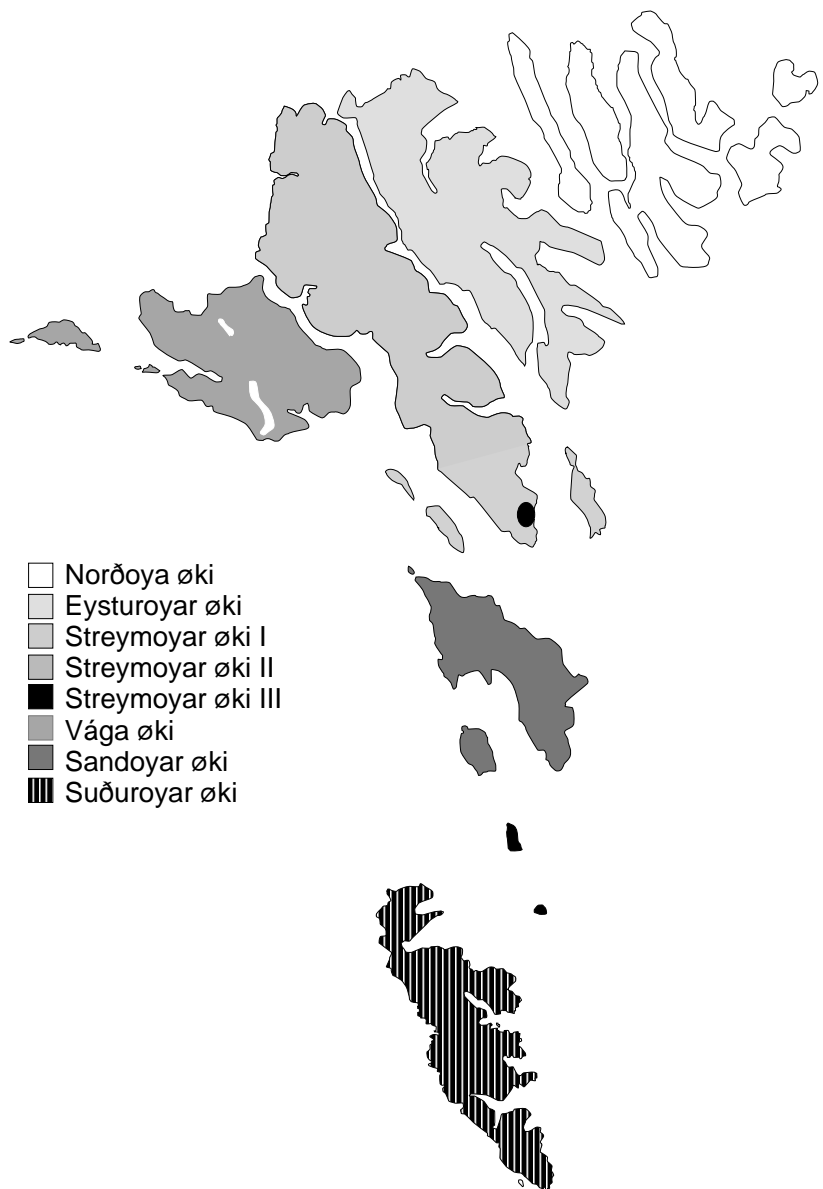 Norðoya øki
Eysturoyar øki
Streymoyar øki I
Streymoyar øki II
Streymoyar øki III
Vága øki
Sandoyar øki
Suðuroyar øki